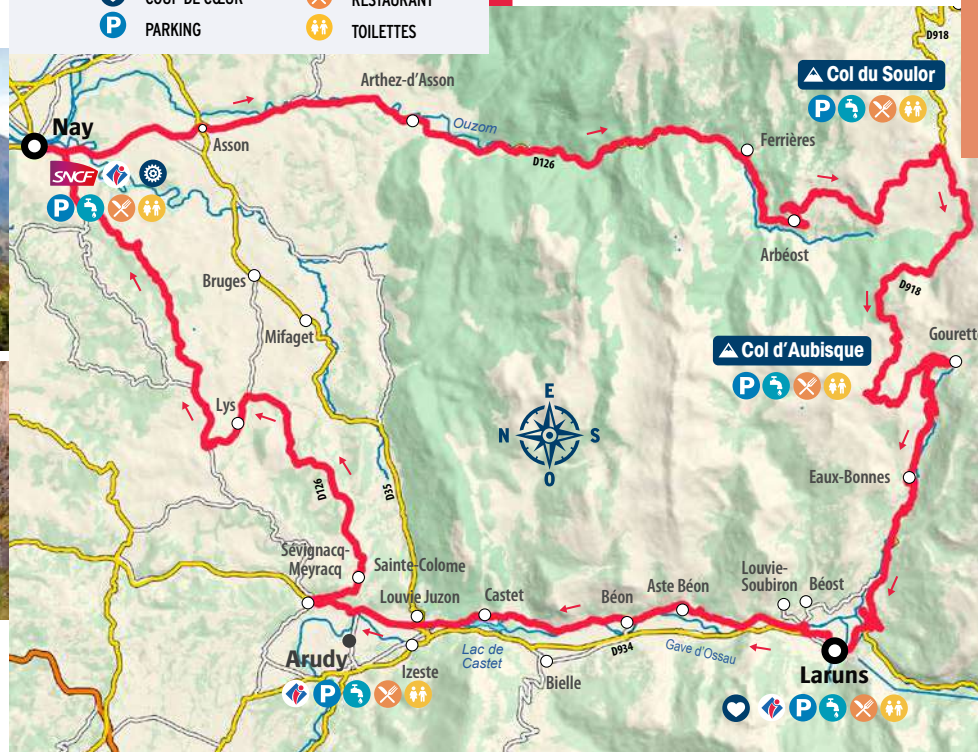 COUP DE CŒUR
RESTAURANT
P
PARKING
TOILETTES
D918
Col du Soulor
P
Arthez-d'Asson
Nay
Ouzom
Asson
Ferrières
D126
SNCF
P
Arbéost
Bruges
D918
Mifaget
Gourette
Col d'Aubisque
P
E
N
S
O
Lys
Eaux-Bonnes
D126
D35
Sévignacq-
Meyracq
Sainte-Colome
Louvie-
Soubiron
Béost
Louvie Juzon
Castet
Béon
Aste Béon
Arudy
Izeste
Lac de
Castet
D934
Gave d'Ossau
Bielle
Laruns
P
P